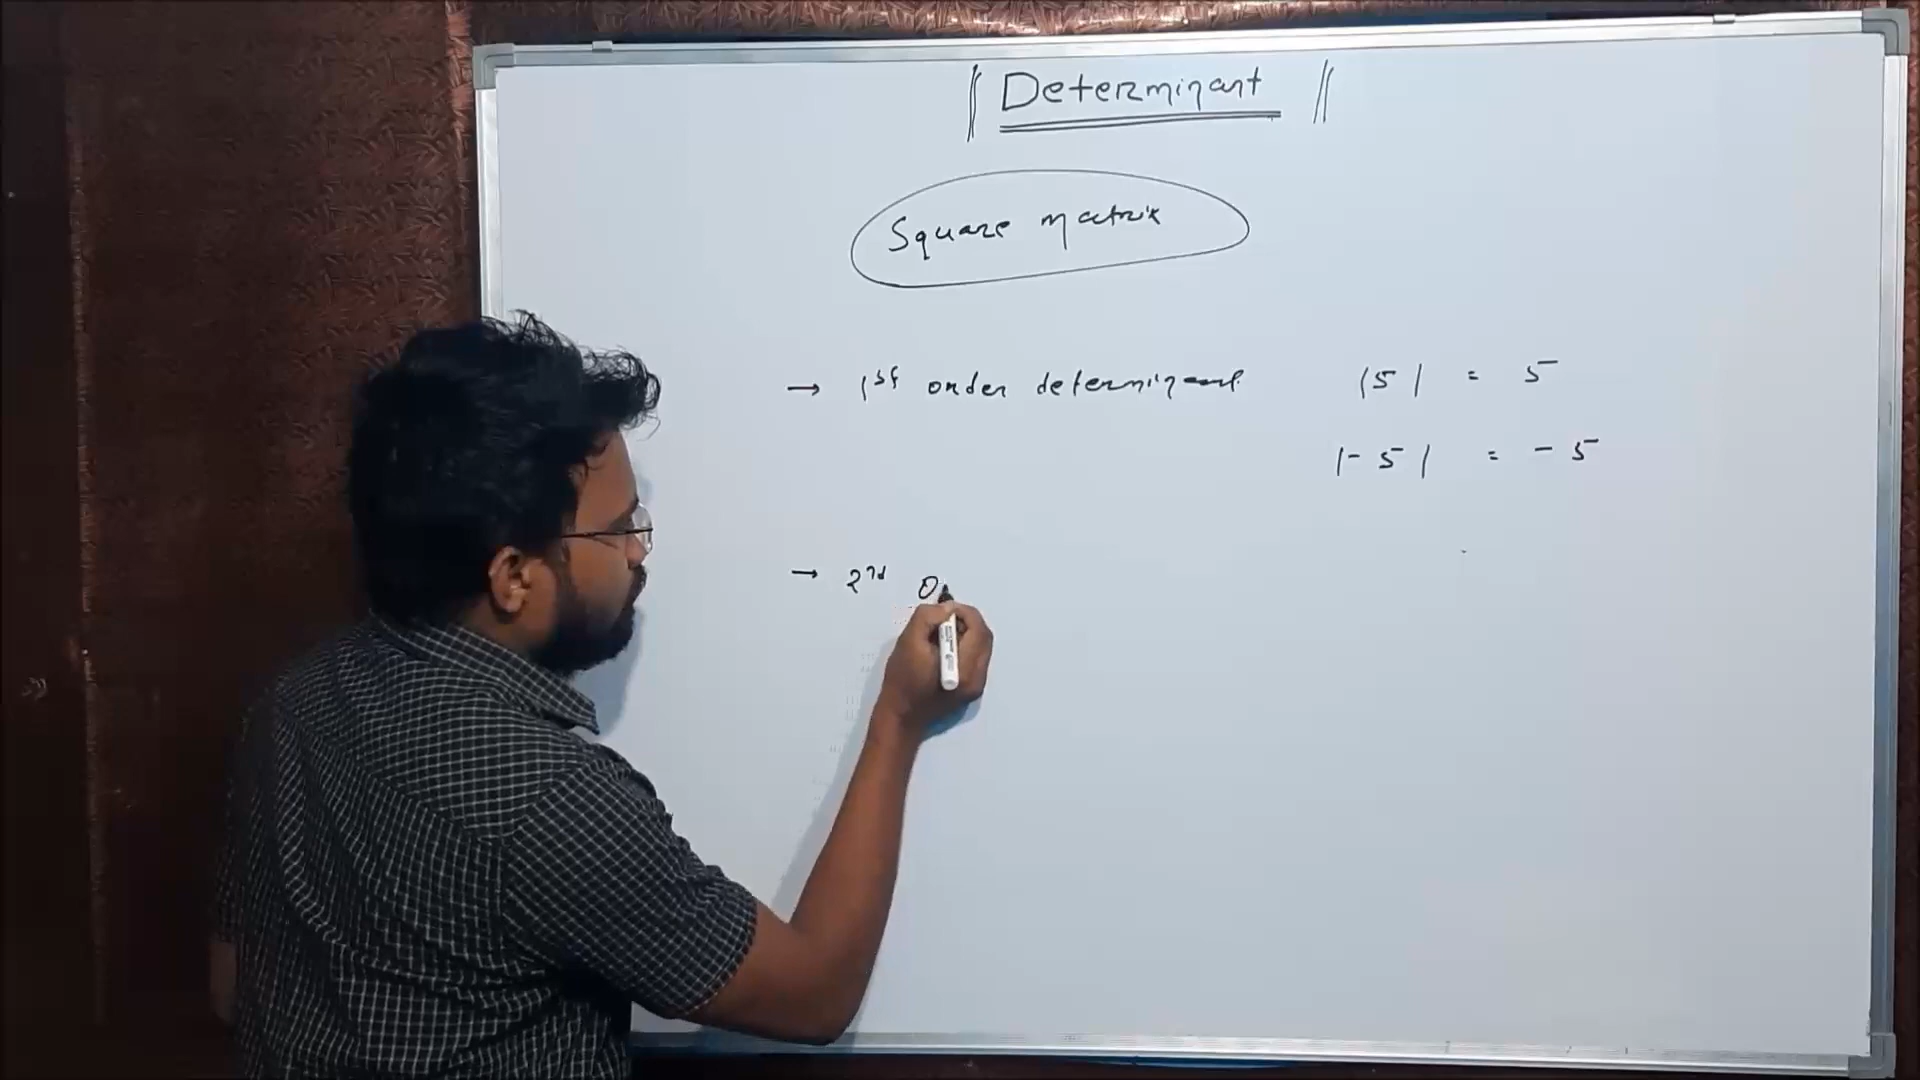 || Determinant ||
Square matrix
→ 1st order determinant |5| = 5
|-5| = -5
→ 2nd O